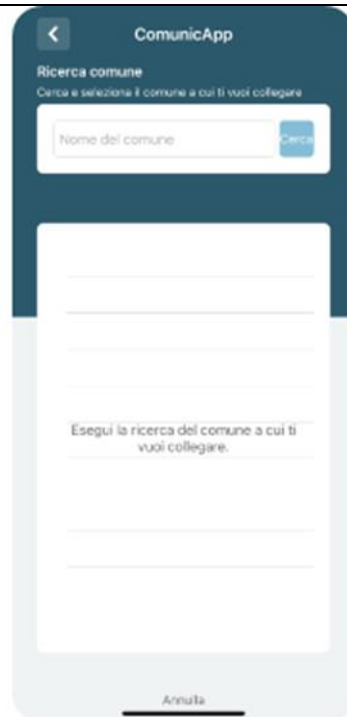 ComunicApp
Ricerca comune
Cerca e seleziona il comune a cui ti vuoi collegare
Nome del comune
Cerca
Esegui la ricerca del comune a cui ti
vuoi collegare.
Annulla